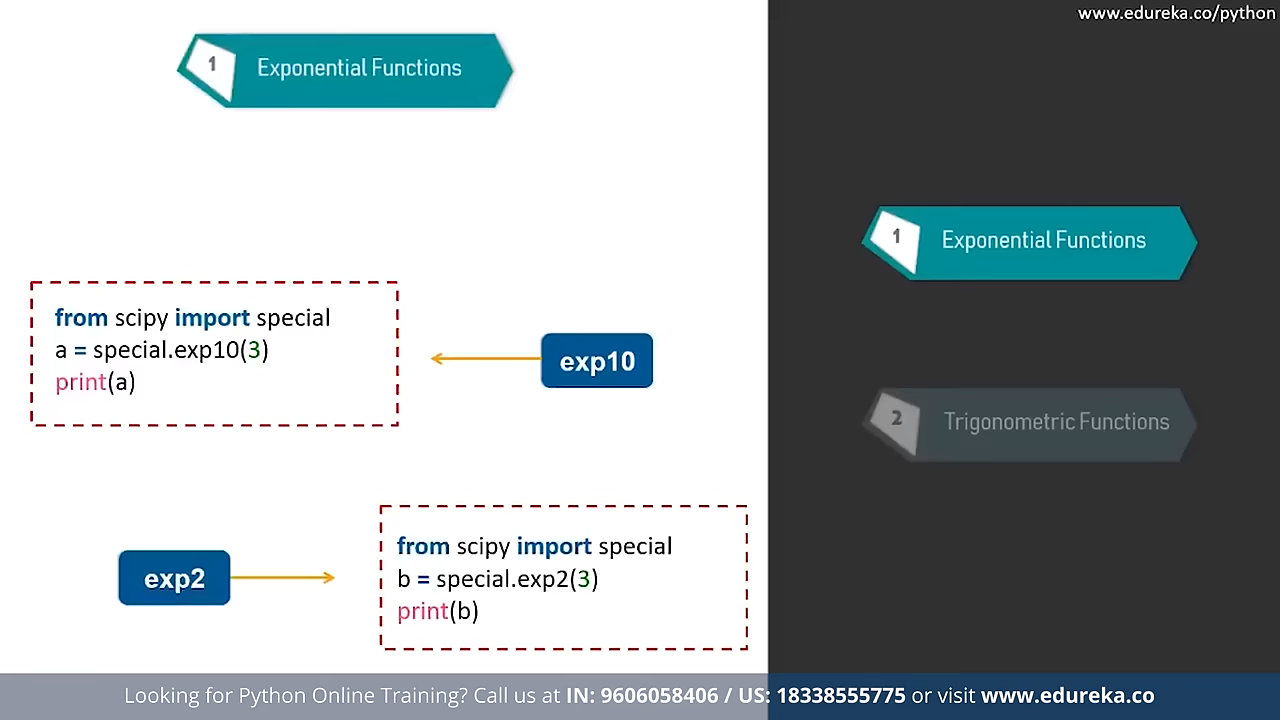 www.edureka.co/python
1 Exponential Functions
from scipy import special
a = special.exp10(3)
print(a)
exp10
exp2
from scipy import special
b = special.exp2(3)
print(b)
1 Exponential Functions
2 Trigonometric Functions
Looking for Python Online Training? Call us at IN: 9606058406 / US: 18338555775 or visit www.edureka.co